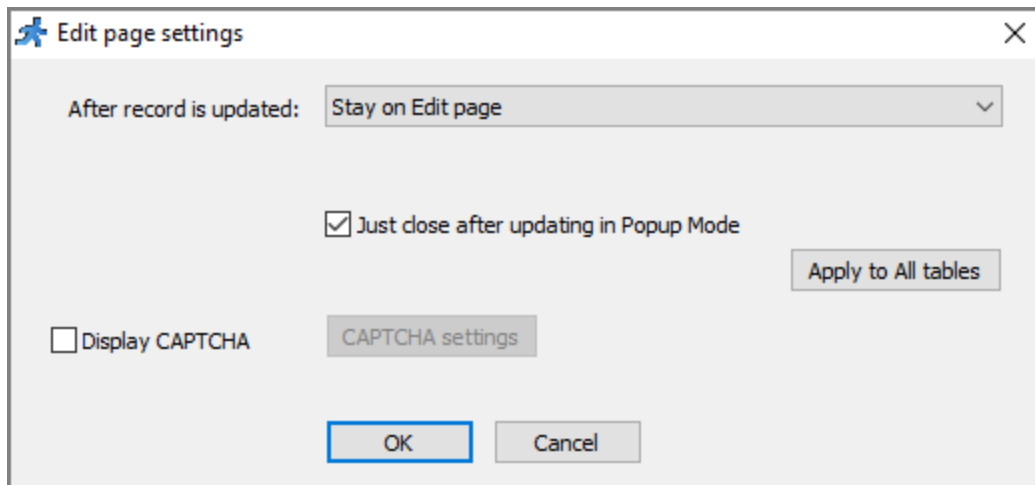 Edit page settings
After record is updated: Stay on Edit page
Just close after updating in Popup Mode
Apply to All tables
Display CAPTCHA CAPTCHA settings
OK Cancel